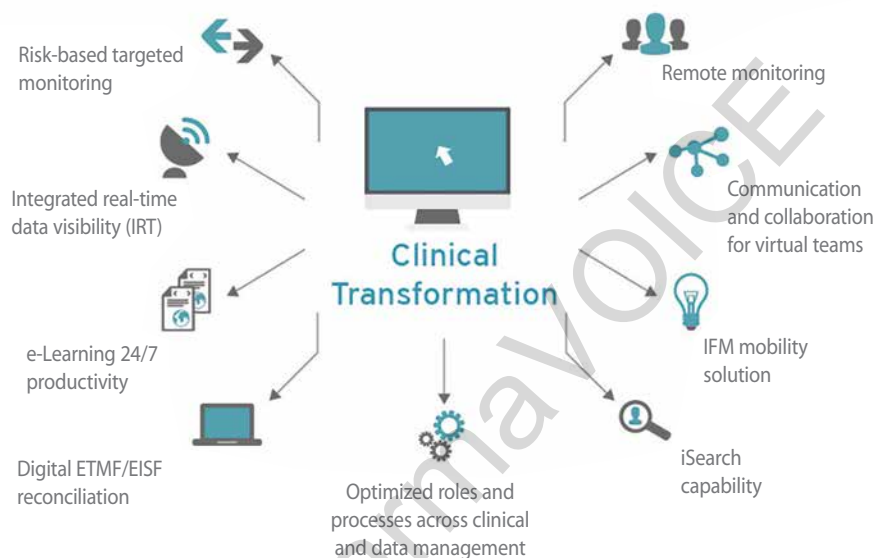 Risk-based targeted
monitoring
Remote monitoring
Integrated real-time
data visibility (IRT)
Communication
and collaboration
for virtual teams
Clinical
Transformation
e-Learning 24/7
productivity
IFM mobility
solution
Digital ETMF/EISF
reconciliation
Optimized roles and
processes across clinical
and data management
iSearch
capability
armaVOICE